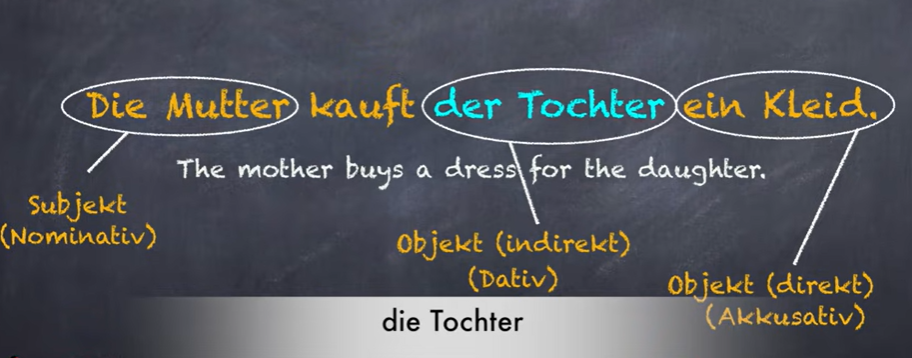 Die Mutter kauft der Tochter ein Kleid.
The mother buys a dress for the daughter.
Subjekt
(Nominativ)
Objekt (indirekt)
(Dativ)
Objekt (direkt)
(Akkusativ)
die Tochter